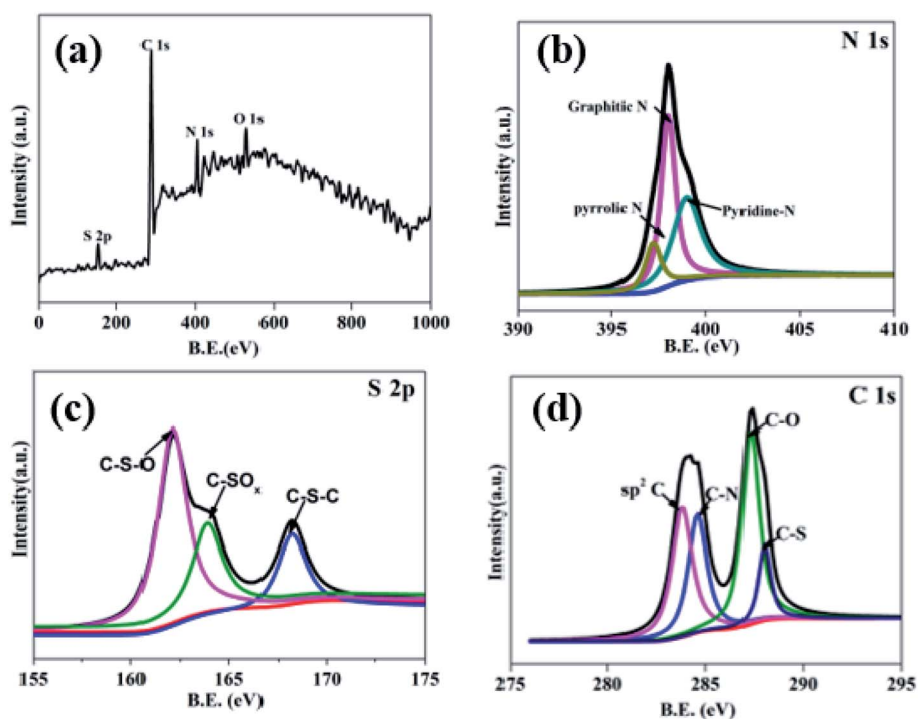 (a)
C 1s
N 1s
O 1s
S 2p
Intensity (a.u.)
0 200 400 600 800 1000
B.E.(eV)
(b)
N 1s
Graphitic N
pyrrolic N
Pyridine-N
Intensity (a.u.)
390 395 400 405 410
B.E. (eV)
(c)
S 2p
C-S-O
C-SOx
C-S-C
Intensity(a.u.)
155 160 165 170 175
B.E. (eV)
(d)
C 1s
C-O
sp² C
C-N
C-S
Intensity(a.u.)
275 280 285 290 295
B.E. (eV)